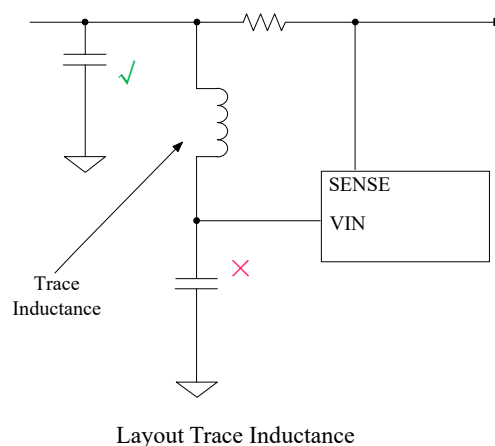 SENSE
VIN
Trace
Inductance
Layout Trace Inductance